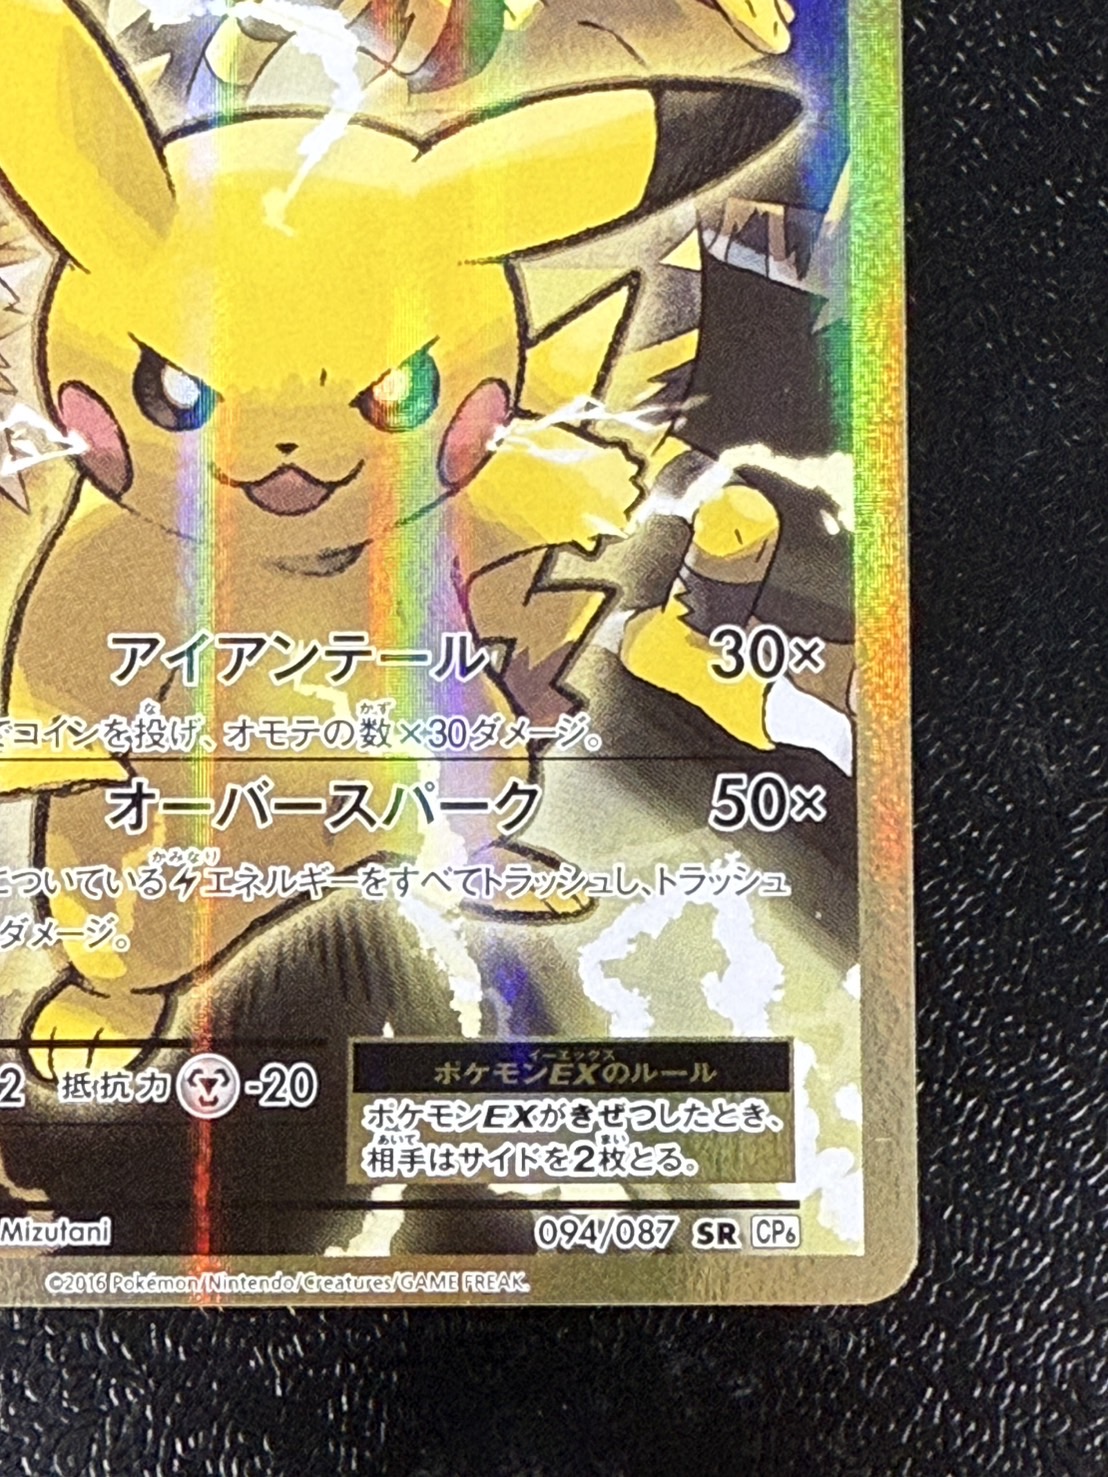 アイアンテール 30×
でコインを投げ、オモテの数×30ダメージ。
オーバースパーク 50×
についているエネルギーをすべてトラッシュし、トラッシュ
ダメージ。
2 抵抗力 -20
ポケモンEXのルール
ポケモンEXがきぜつしたとき、
相手はサイドを2枚とる。
Mizutani 094/087 SR CP6
©2016 Pokémon/Nintendo/Creatures/GAME FREAK.